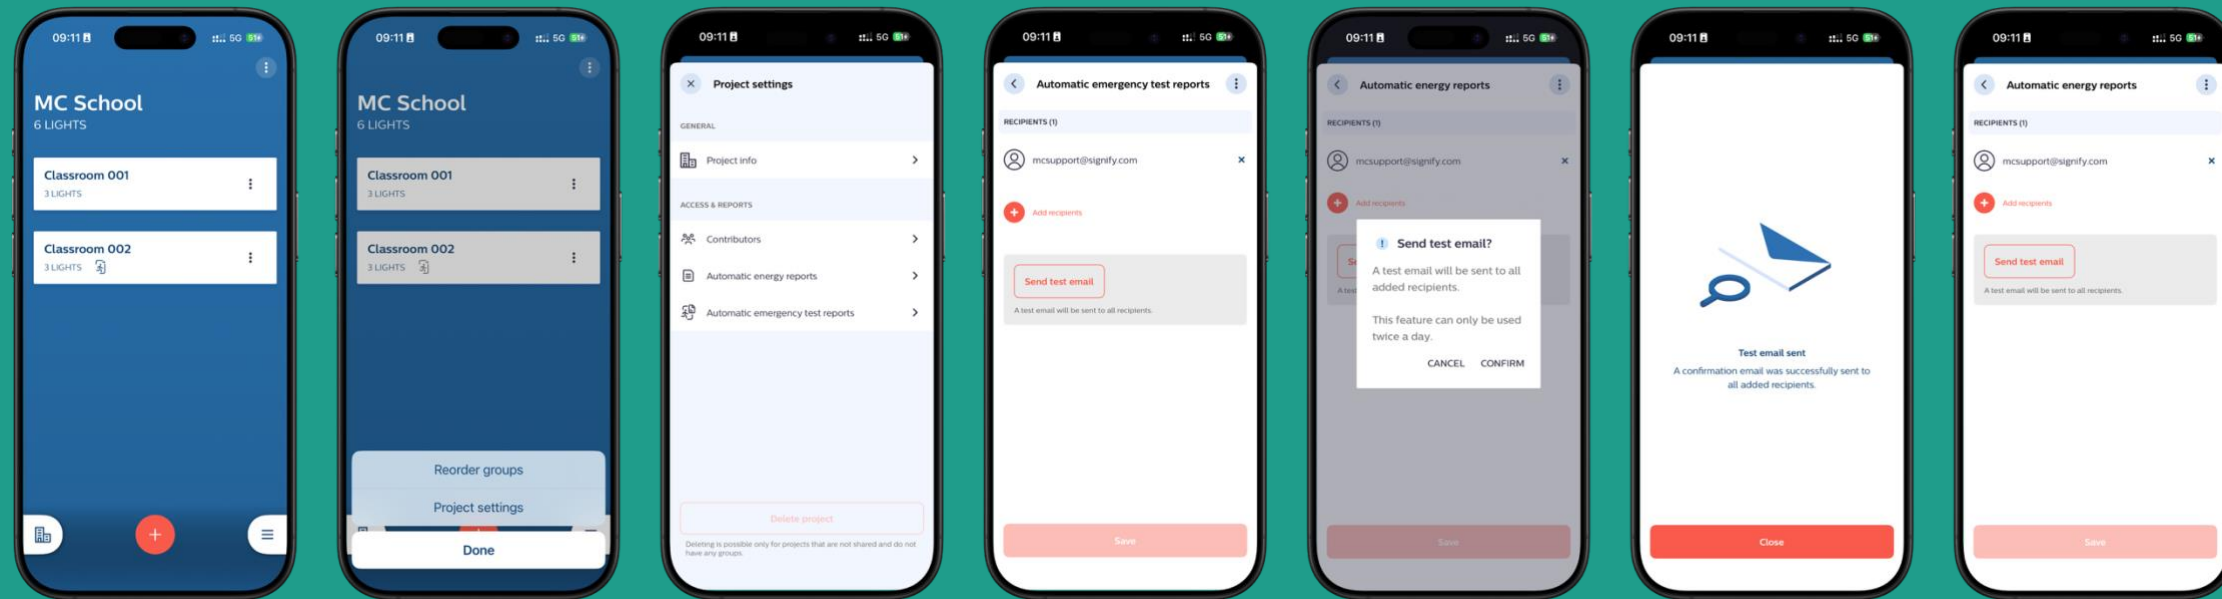 09:11
5G 51
MC School
6 LIGHTS
Classroom 001
3 LIGHTS
Classroom 002
3 LIGHTS
09:11
5G 51
MC School
6 LIGHTS
Classroom 001
3 LIGHTS
Classroom 002
3 LIGHTS
Reorder groups
Project settings
Done
09:11
5G 51
Project settings
GENERAL
Project info
ACCESS & REPORTS
Contributors
Automatic energy reports
Automatic emergency test reports
Delete project
Deleting is possible only for projects that are not shared and do not
have any groups
09:11
5G 51
Automatic emergency test reports
RECIPIENTS (1)
mcsupport@signify.com
Add recipients
Send test email
A test email will be sent to all recipients.
Save
09:11
5G 51
Automatic energy reports
RECIPIENTS (1)
mcsupport@signify.com
Add recipients
Se
A test
Send test email?
A test email will be sent to all
added recipients.
This feature can only be used
twice a day.
CANCEL CONFIRM
Save
09:11
5G 51
Test email sent
A confirmation email was successfully sent to
all added recipients.
Close
09:11
5G 51
Automatic energy reports
RECIPIENTS (1)
mcsupport@signify.com
Add recipients
Send test email
A test email will be sent to all recipients.
Save